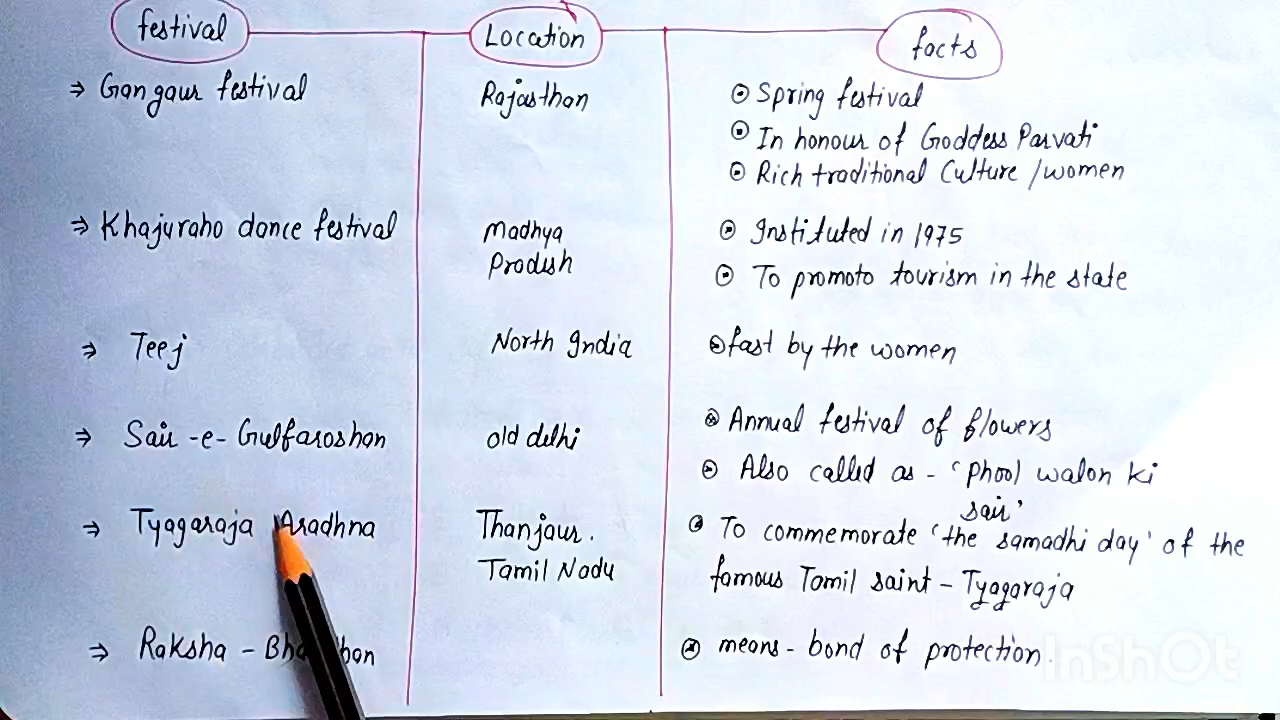 festival Location facts
⇒ Gangaur festival Rajasthan ⊙ Spring festival
⊙ In honour of Goddess Parvati
⊙ Rich traditional Culture / women
⇒ Khajuraho dance festival Madhya ⊙ Instituted in 1975
Pradesh ⊙ To promoto tourism in the state
⇒ Teej North India ⊙ fast by the women
⇒ Sair -e- Gulfaroshan old delhi ⊙ Annual festival of flowers
⊙ Also called as - 'Phool walon ki
sair'
⇒ Tyagaraja Aradhna Thanjaur. ⊙ To commemorate 'the samadhi day' of the
Tamil Nadu famous Tamil saint - Tyagaraja
⇒ Raksha - ⊙ means - bond of protection.
InShOt